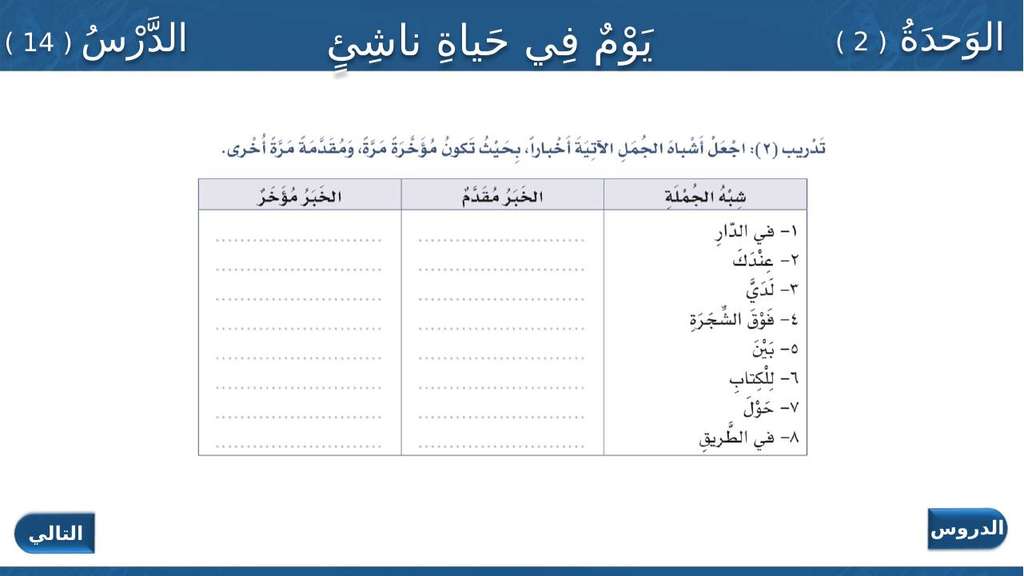 الوَحدَةُ ( 2 )
يَوْمٌ فِي حَياةِ ناشِئٍ
الدَّرْسُ ( 14 )
تَدْريب (٢): اجْعَلْ أَشْباهَ الجُمَلِ الآتِيَةَ أَخْباراً، بِحَيْثُ تَكونُ مُؤَخَّرَةً مَرَّةً، وَمُقَدَّمَةً مَرَّةً أُخْرى.
شِبْهُ الجُمْلَةِ
الخَبَرُ مُقَدَّمٌ
الخَبَرُ مُؤَخَرٌ
١- في الدّارِ
٢- عِنْدَكَ
٣- لَدَيَّ
٤- فَوْقَ الشَّجَرَةِ
٥- بَيْنَ
٦- لِلْكِتابِ
٧- حَوْلَ
٨- في الطَّريقِ
الدروس
التالي